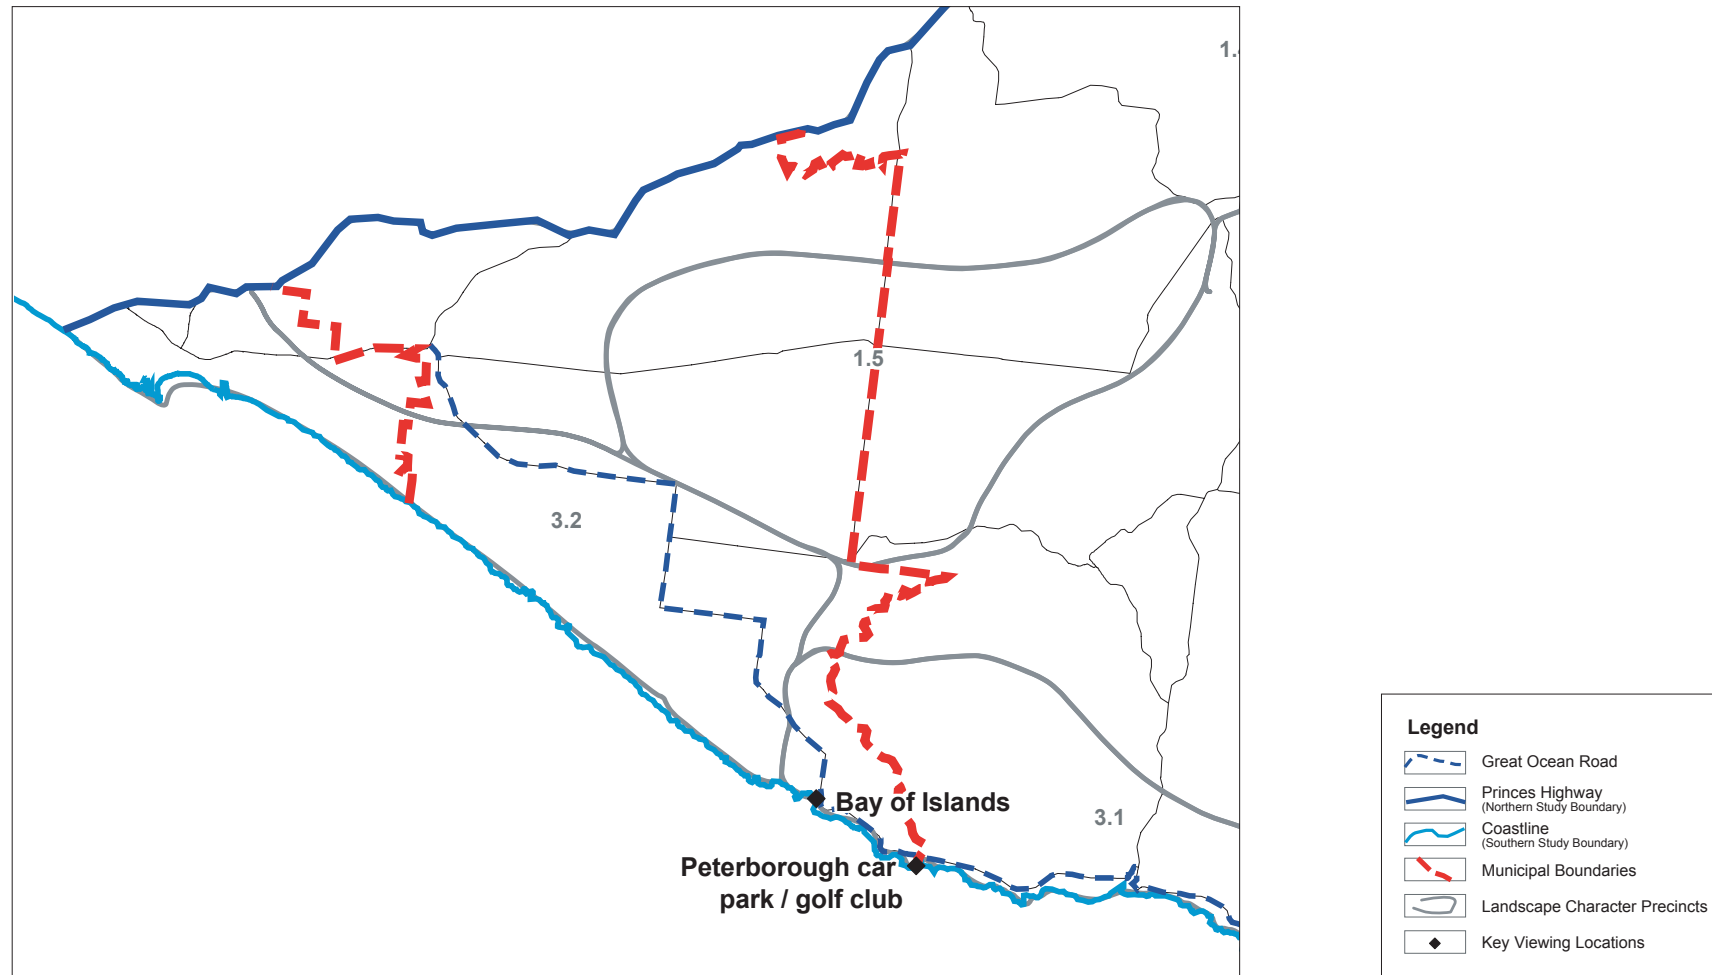 1.5
3.2
Bay of Islands
3.1
Peterborough car
park / golf club
Legend
Great Ocean Road
Princes Highway
(Northern Study Boundary)
Coastline
(Southern Study Boundary)
Municipal Boundaries
Landscape Character Precincts
Key Viewing Locations